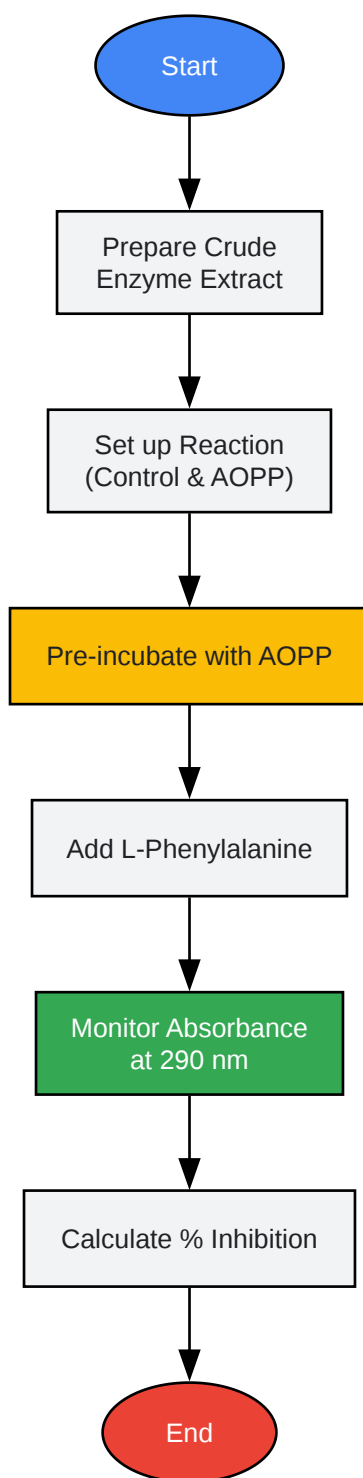 Start
Prepare Crude
Enzyme Extract
Set up Reaction
(Control & AOPP)
Pre-incubate with AOPP
Add L-Phenylalanine
Monitor Absorbance
at 290 nm
Calculate % Inhibition
End